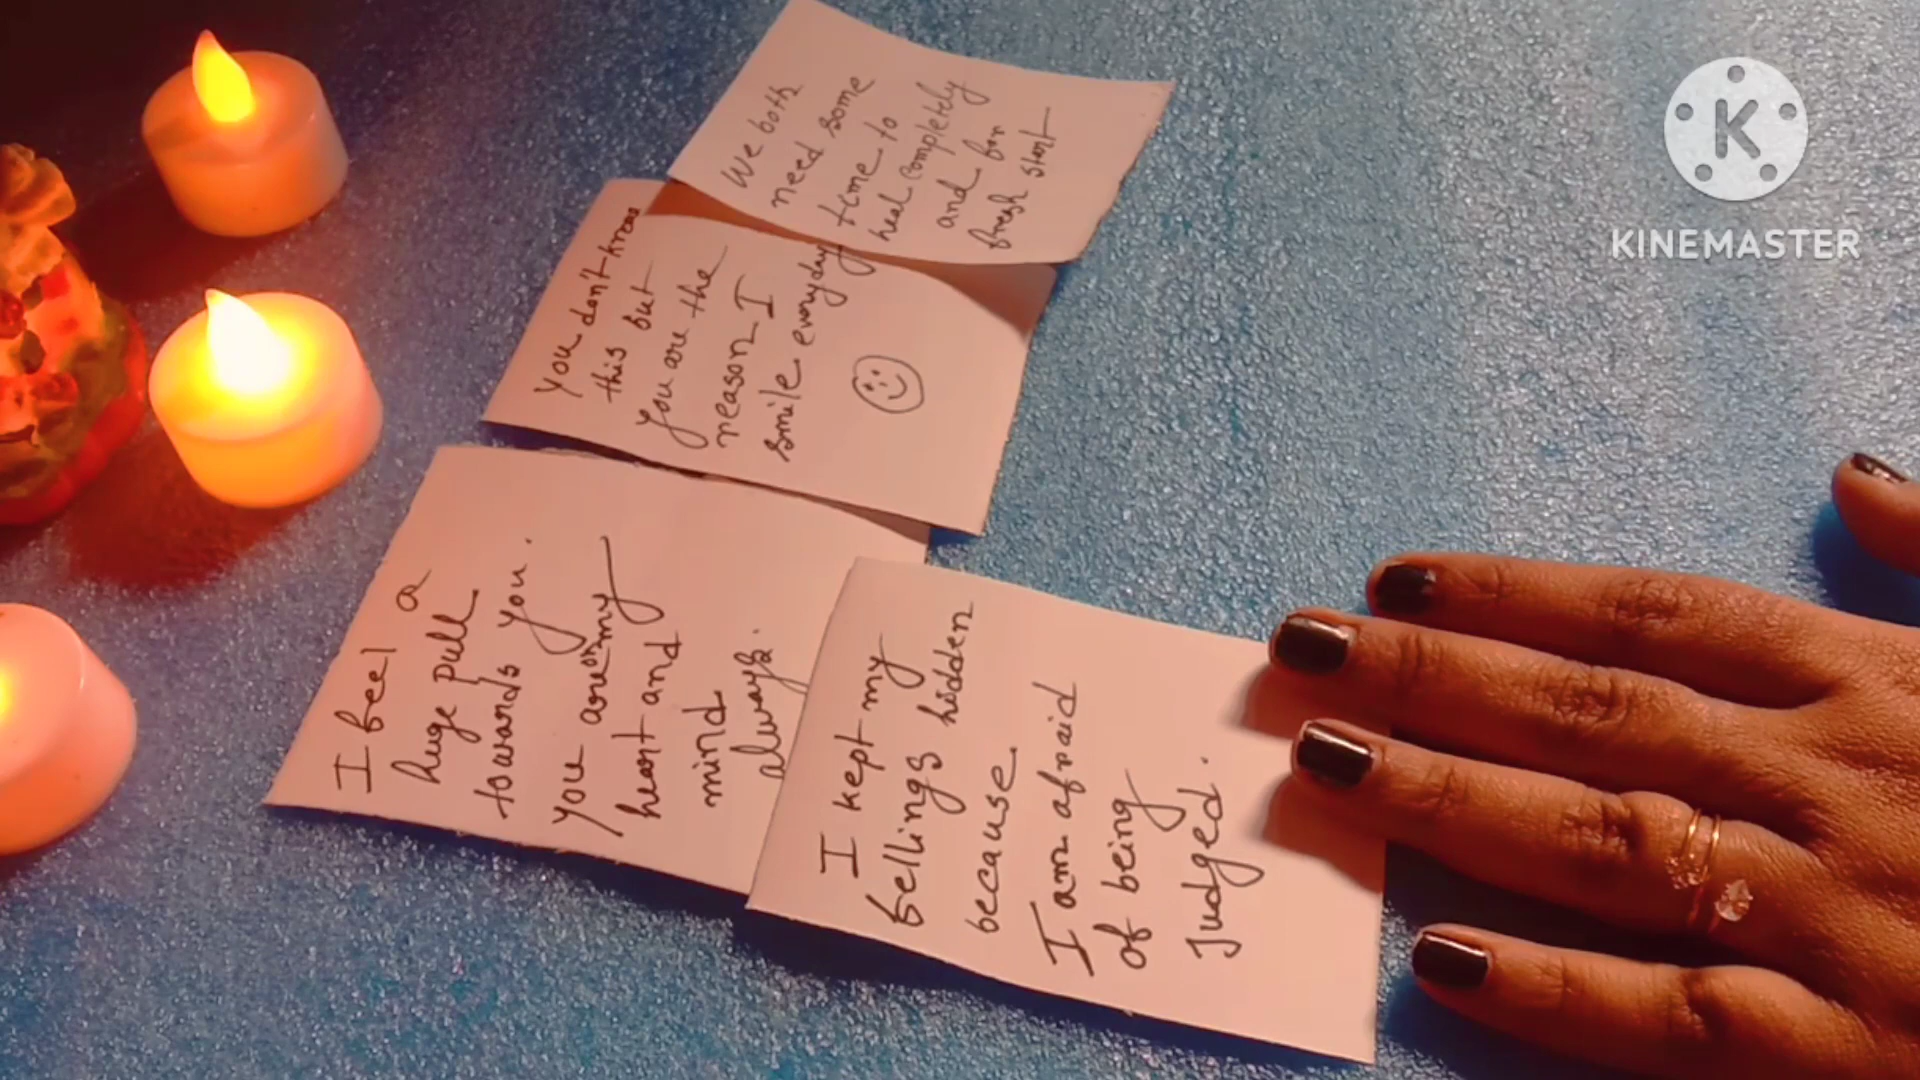 We both
need some
time to
heal completely
and for
fresh start
You don't know
this but
you are the
reason I
smile everyday
I feel a
huge pull
towards you.
You are on my
heart and
mind
always.
I kept my
fellings hidden
because
I am afraid
of being
Judged.
K
KINEMASTER